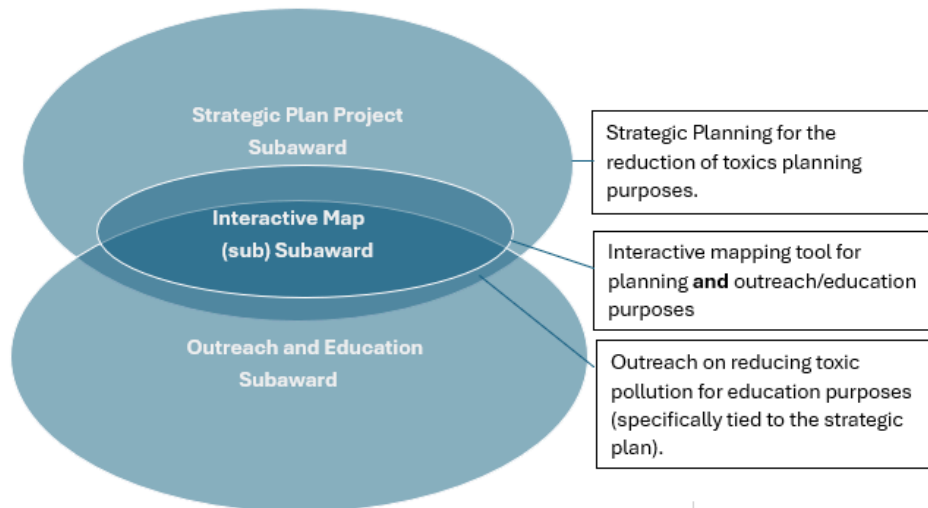 Strategic Plan Project
Subaward
Interactive Map
(sub) Subaward
Outreach and Education
Subaward
Strategic Planning for the
reduction of toxics planning
purposes.
Interactive mapping tool for
planning and outreach/education
purposes
Outreach on reducing toxic
pollution for education purposes
(specifically tied to the strategic
plan).